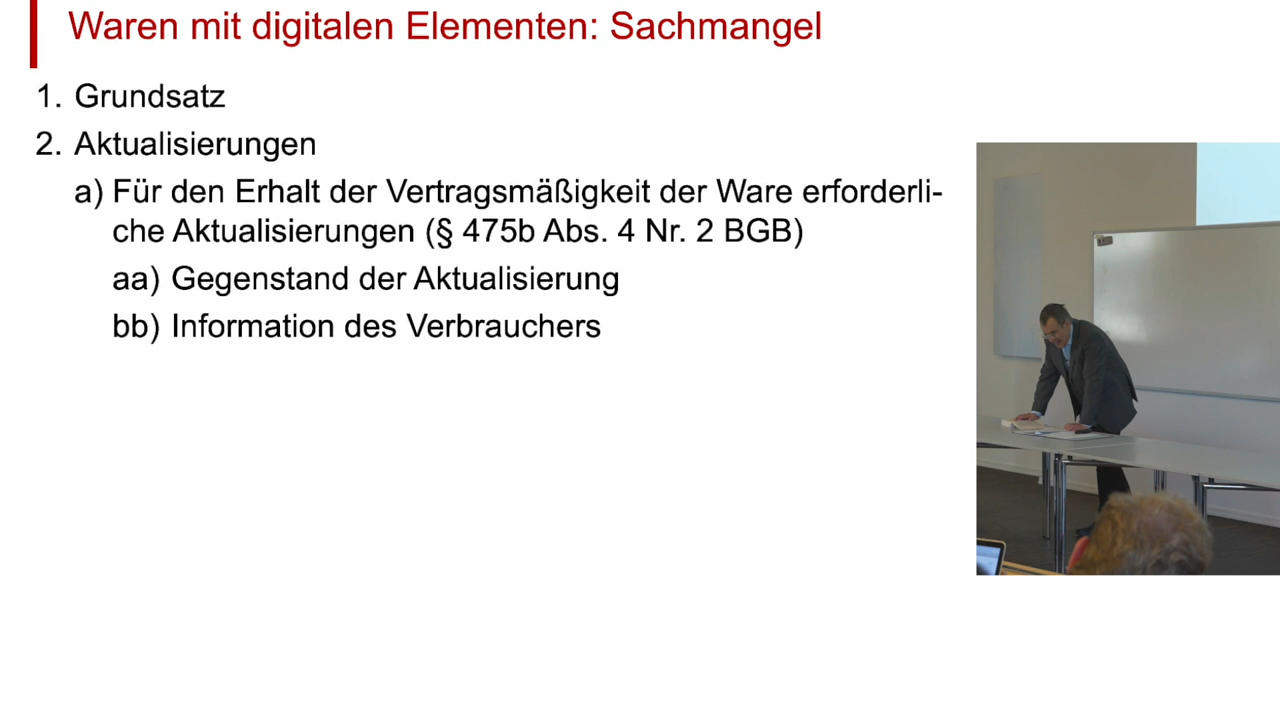 Waren mit digitalen Elementen: Sachmangel
1. Grundsatz
2. Aktualisierungen
a) Für den Erhalt der Vertragsmäßigkeit der Ware erforderli-
che Aktualisierungen (§ 475b Abs. 4 Nr. 2 BGB)
aa) Gegenstand der Aktualisierung
bb) Information des Verbrauchers